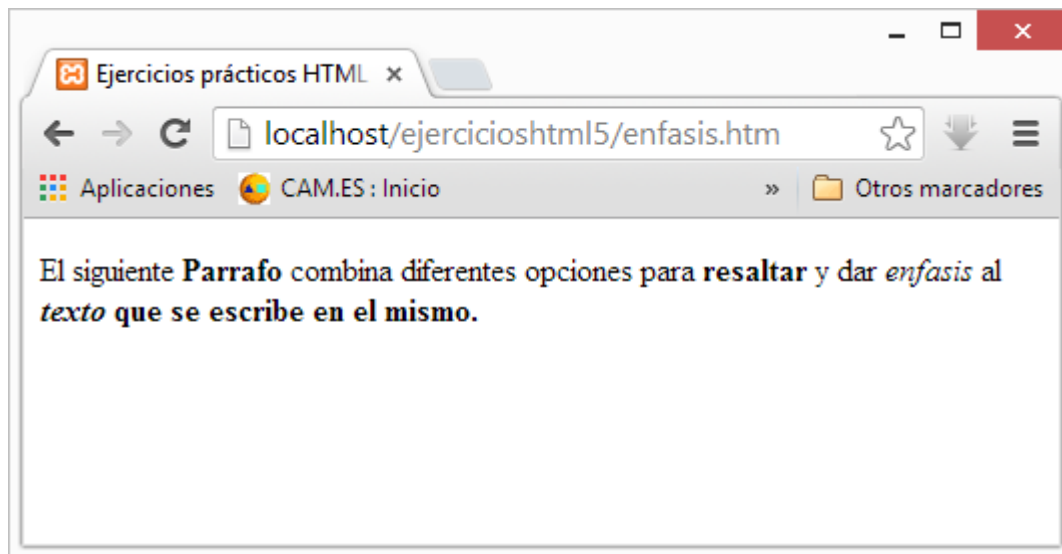 Ejercicios prácticos HTML
localhost/ejercicioshtml5/enfasis.htm
Aplicaciones CAM.ES : Inicio » Otros marcadores
El siguiente Parrafo combina diferentes opciones para resaltar y dar enfasis al
texto que se escribe en el mismo.